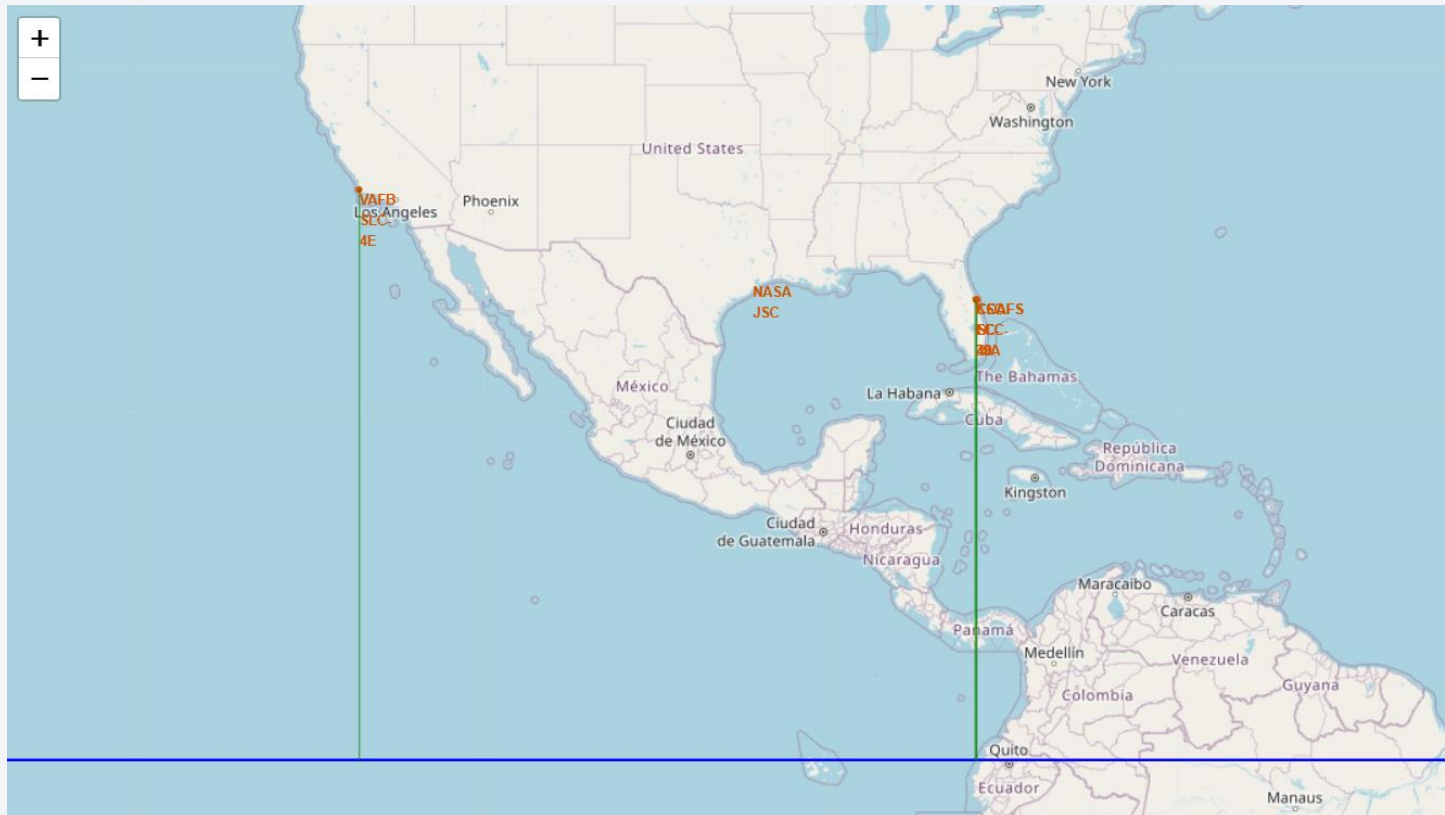 +
−
New York
Washington
United States
VAFB
Los Angeles
SLC-
4E
Phoenix
NASA
JSC
The Bahamas
La Habana
Cuba
México
Ciudad
de México
República
Dominicana
Kingston
Ciudad
de Guatemala
Honduras
Nicaragua
Maracaibo
Caracas
Panamá
Medellín
Venezuela
Colombia
Guyana
Quito
Ecuador
Manaus